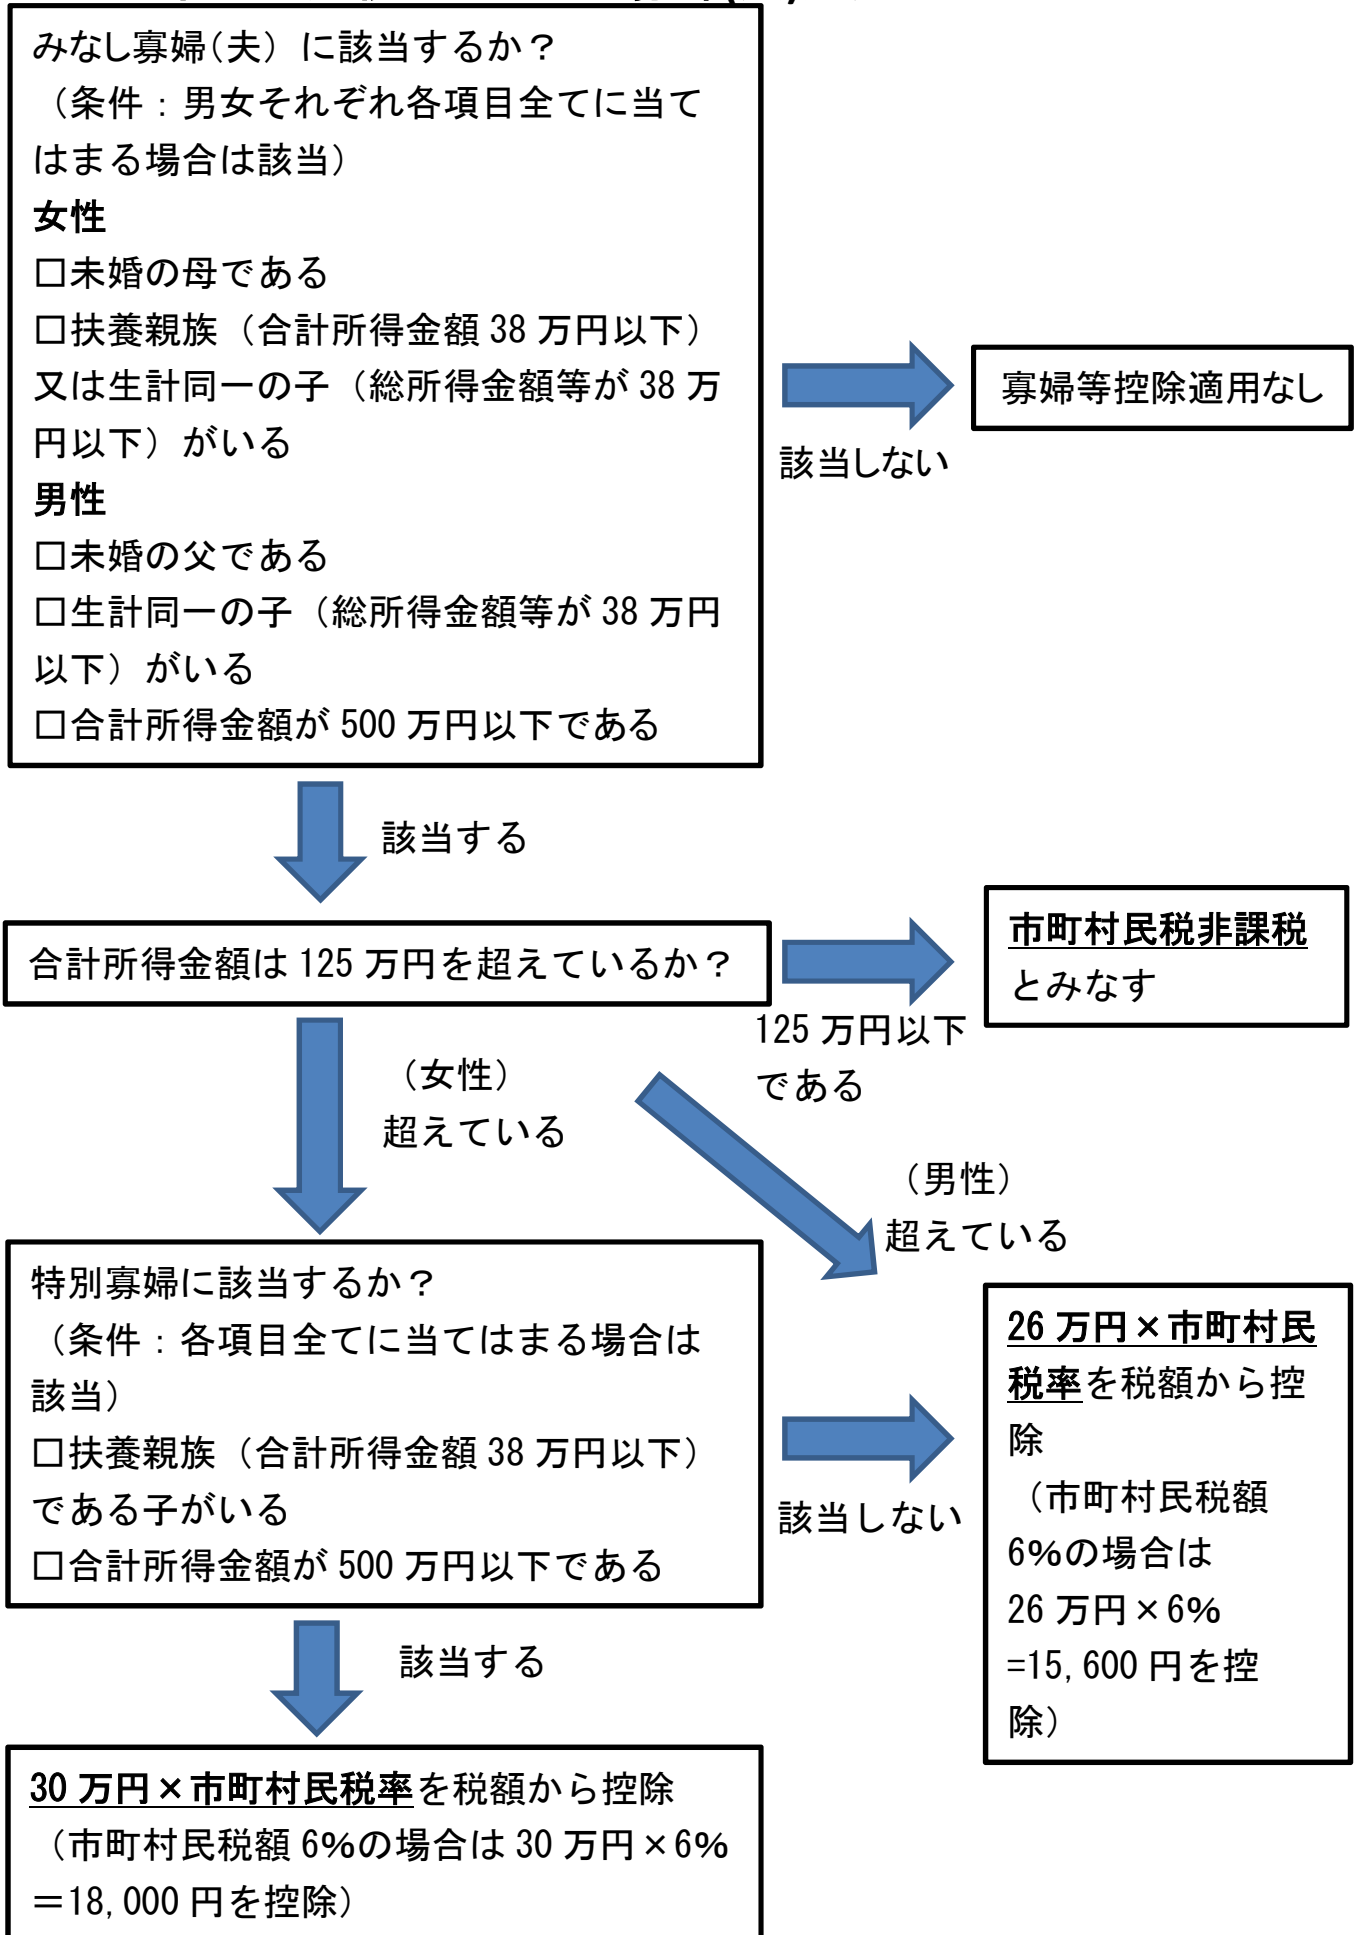 みなし寡婦（夫）に該当するか？
（条件：男女それぞれ各項目全てに当て
はまる場合は該当）
女性
□未婚の母である
□扶養親族（合計所得金額 38 万円以下）
又は生計同一の子（総所得金額等が 38 万
円以下）がいる
男性
□未婚の父である
□生計同一の子（総所得金額等が 38 万円
以下）がいる
□合計所得金額が 500 万円以下である
該当しない
寡婦等控除適用なし
該当する
合計所得金額は 125 万円を超えているか？
125 万円以下
である
市町村民税非課税
とみなす
（女性）
超えている
（男性）
超えている
特別寡婦に該当するか？
（条件：各項目全てに当てはまる場合は
該当）
□扶養親族（合計所得金額 38 万円以下）
である子がいる
□合計所得金額が 500 万円以下である
該当しない
26 万円×市町村民
税率を税額から控
除
（市町村民税額
6％の場合は
26 万円×6％
=15,600 円を控
除）
該当する
30 万円×市町村民税率を税額から控除
（市町村民税額 6％の場合は 30 万円×6％
＝18,000 円を控除）